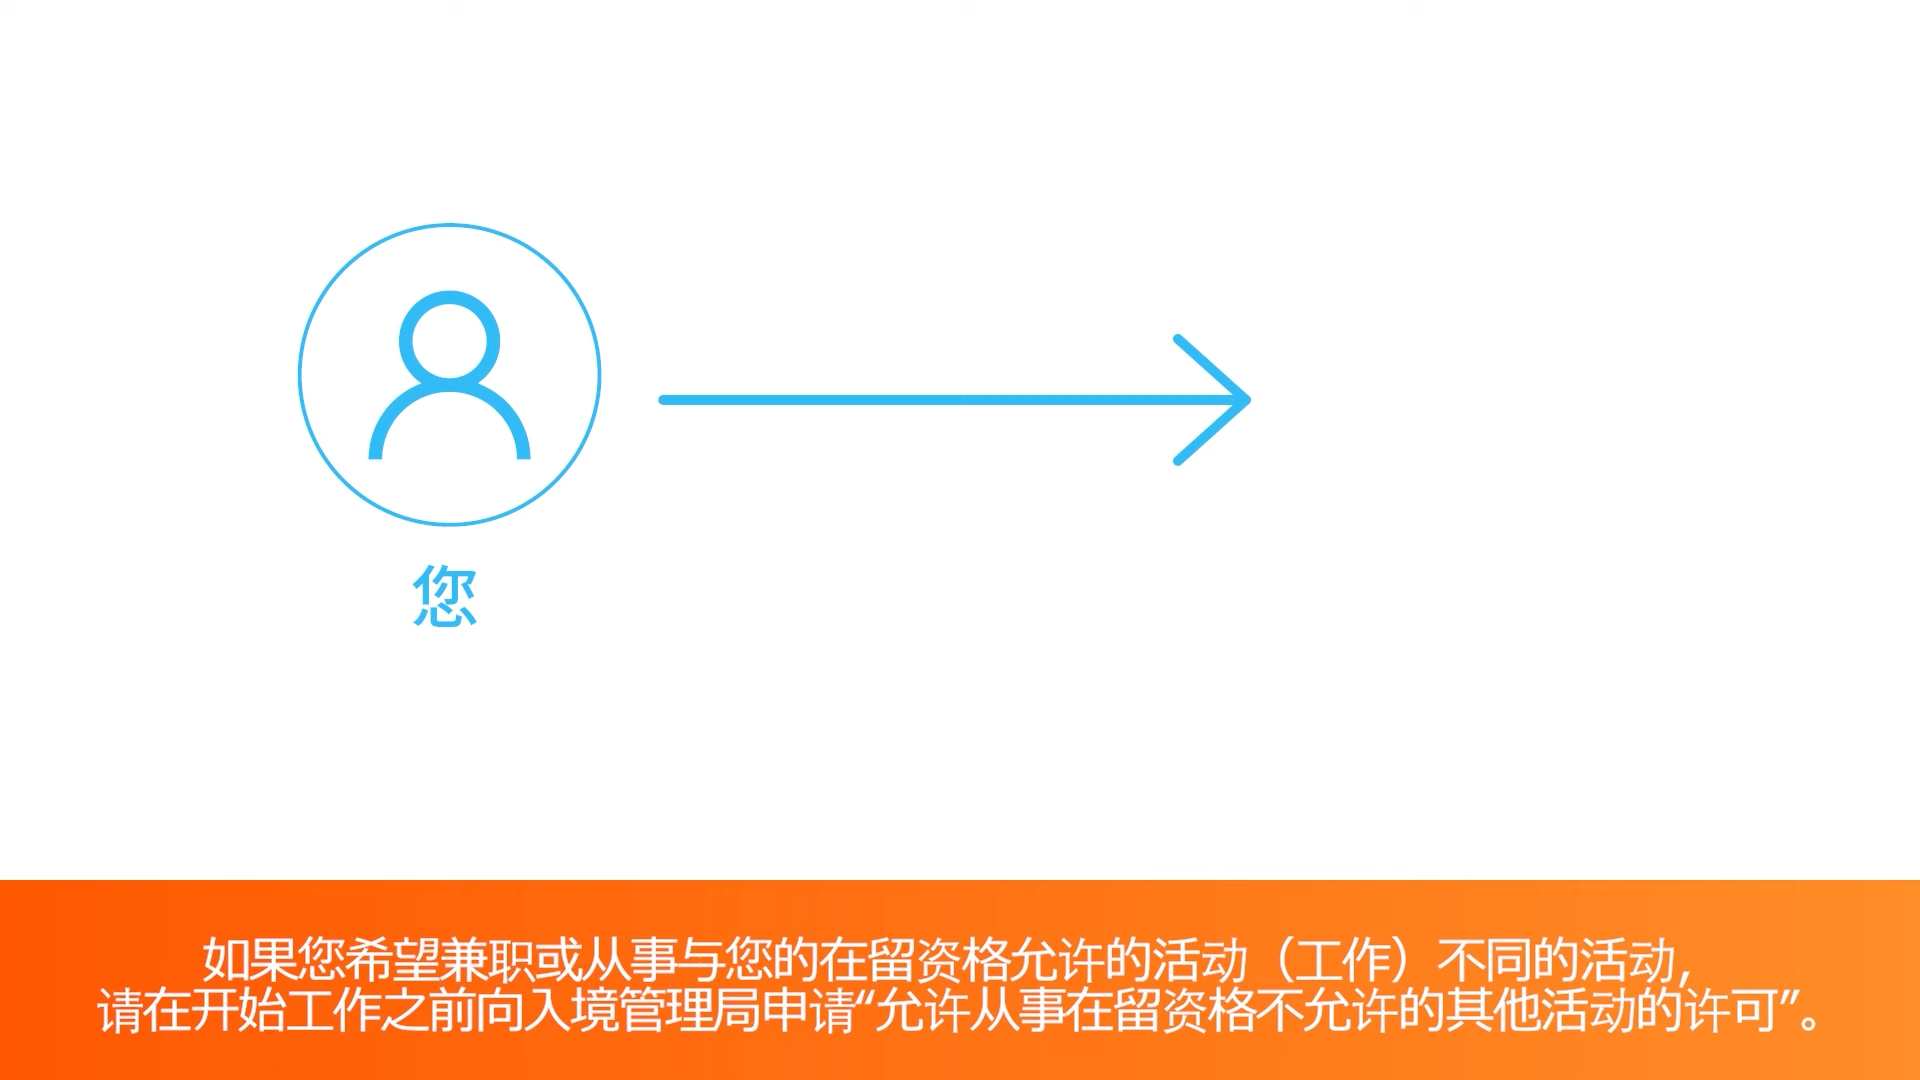 您
如果您希望兼职或从事与您的在留资格允许的活动（工作）不同的活动，
请在开始工作之前向入境管理局申请“允许从事在留资格不允许的其他活动的许可”。